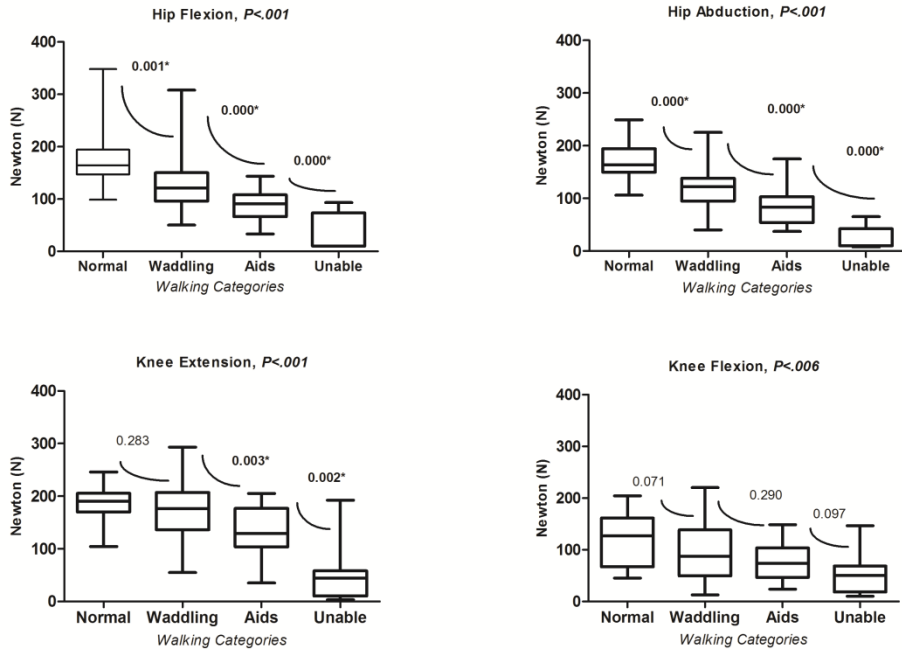 Hip Flexion, P<.001
400
300
200
100
0
Newton (N)
0.001*
0.000*
0.000*
Normal Waddling Aids Unable
Walking Categories
Hip Abduction, P<.001
400
300
200
100
0
Newton (N)
0.000*
0.000*
0.000*
Normal Waddling Aids Unable
Walking Categories
Knee Extension, P<.001
400
300
200
100
0
Newton (N)
0.283
0.003*
0.002*
Normal Waddling Aids Unable
Walking Categories
Knee Flexion, P<.006
400
300
200
100
0
Newton (N)
0.071
0.290
0.097
Normal Waddling Aids Unable
Walking Categories